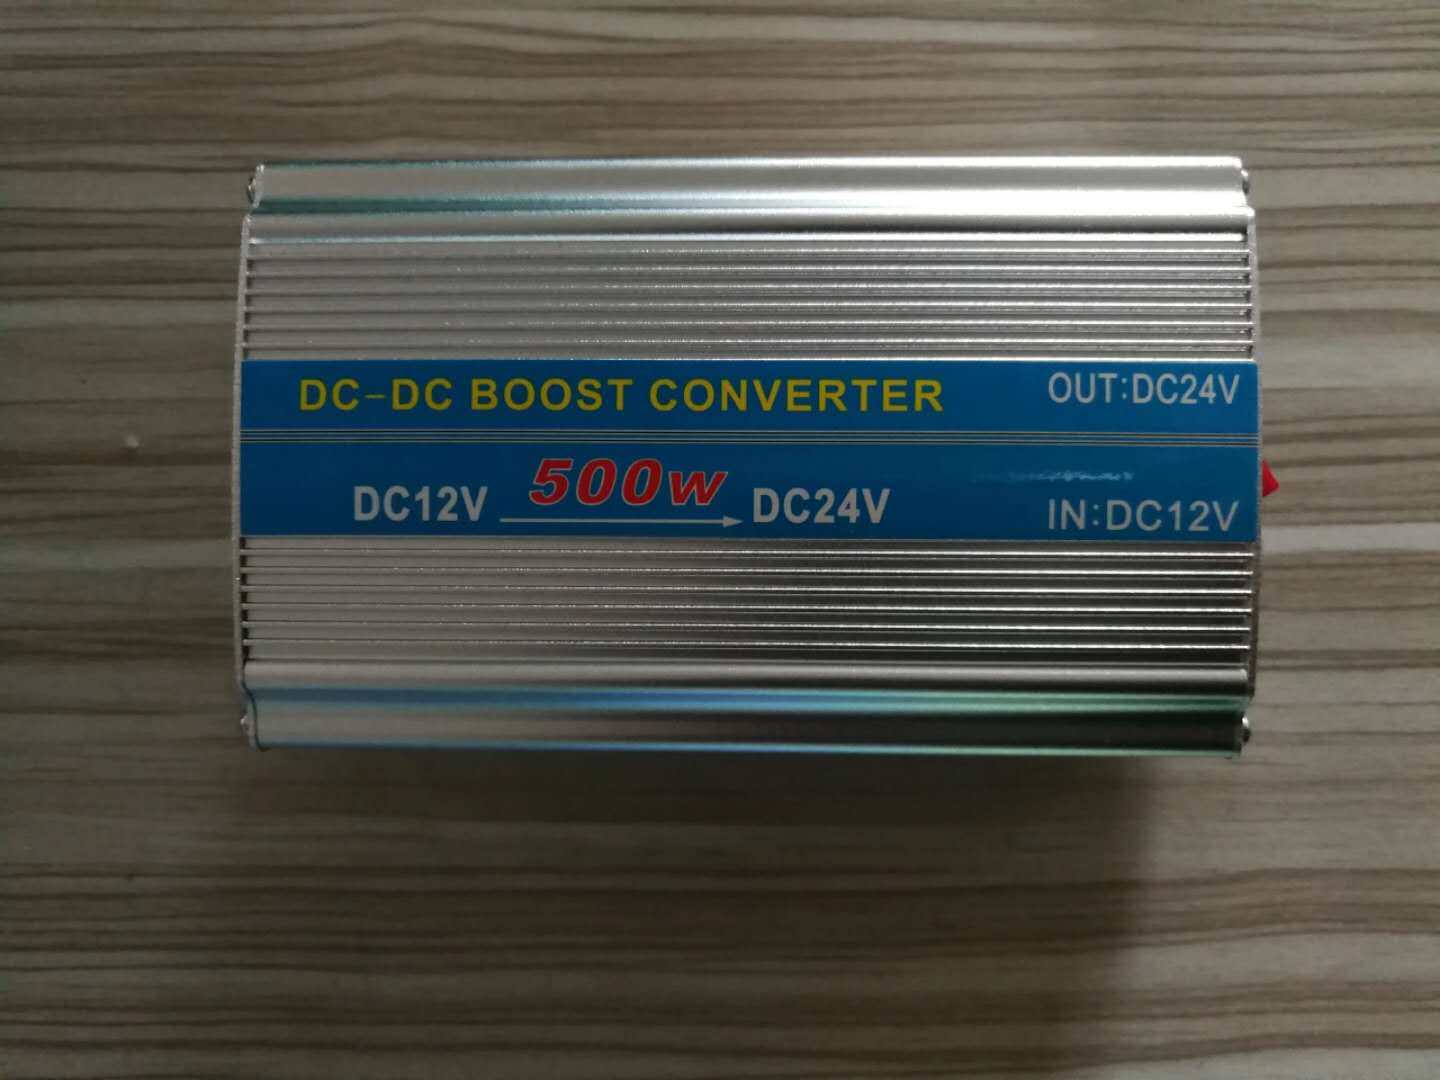 DC-DC BOOST CONVERTER
OUT:DC24V
500w
DC12V DC24V
IN:DC12V